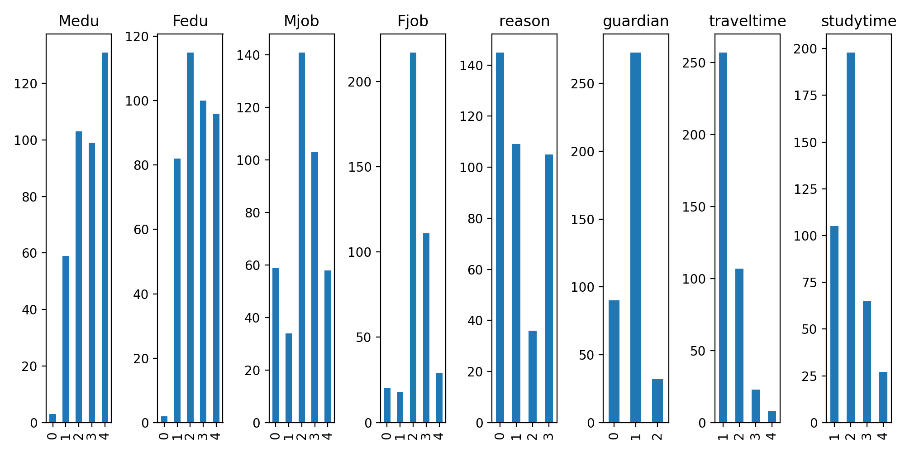 Medu Fedu Mjob Fjob reason guardian traveltime studytime
120 100 80 60 40 20 0
0 1 2 3 4
120 100 80 60 40 20 0
0 1 2 3 4
140 120 100 80 60 40 20 0
0 1 2 3 4
200 150 100 50 0
0 1 2 3 4
140 120 100 80 60 40 20 0
0 1 2 3
250 200 150 100 50 0
0 1 2
250 200 150 100 50 0
1 2 3 4
200 175 150 125 100 75 50 25 0
1 2 3 4